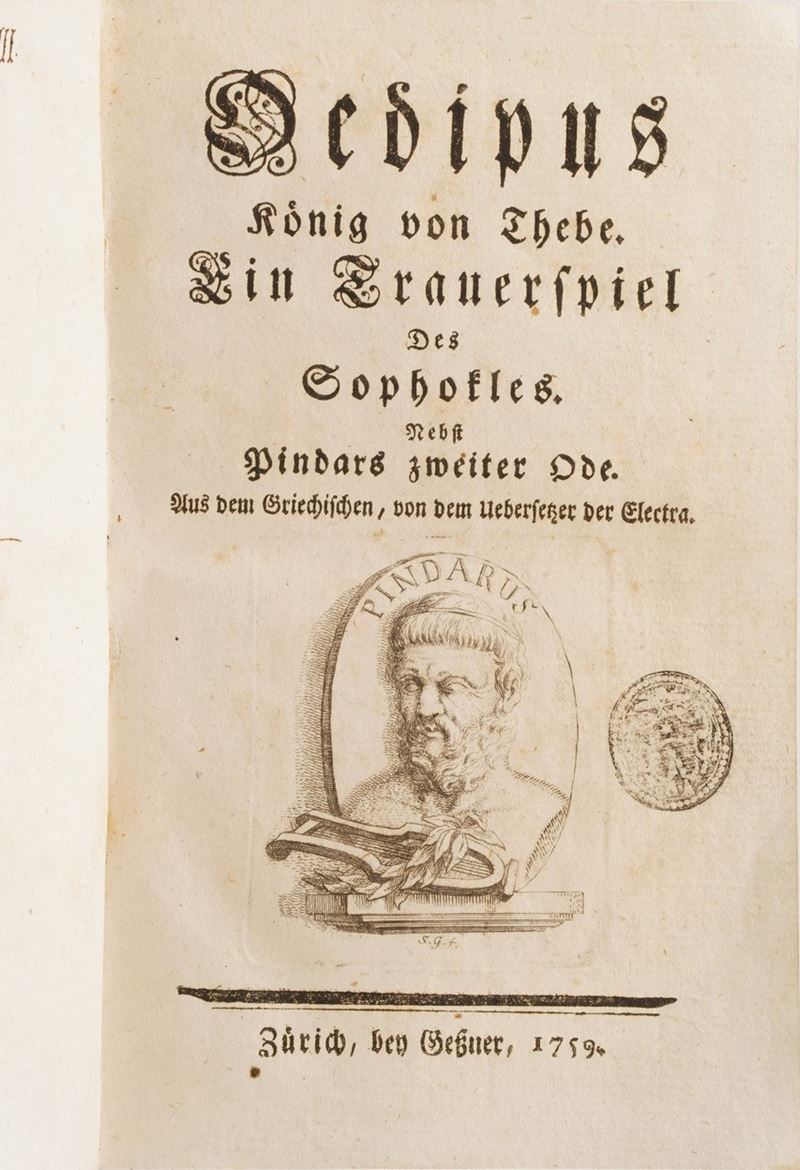 II.
Oedipus
König von Thebe.
Ein Trauerſpiel
Des
Sophokles.
Nebſt
Pindars zweiter Ode.
Aus dem Griechiſchen, von dem Ueberſetzer der Electra.
PINDARUS
S. G. f.
Zürich, bey Geßner, 1759.